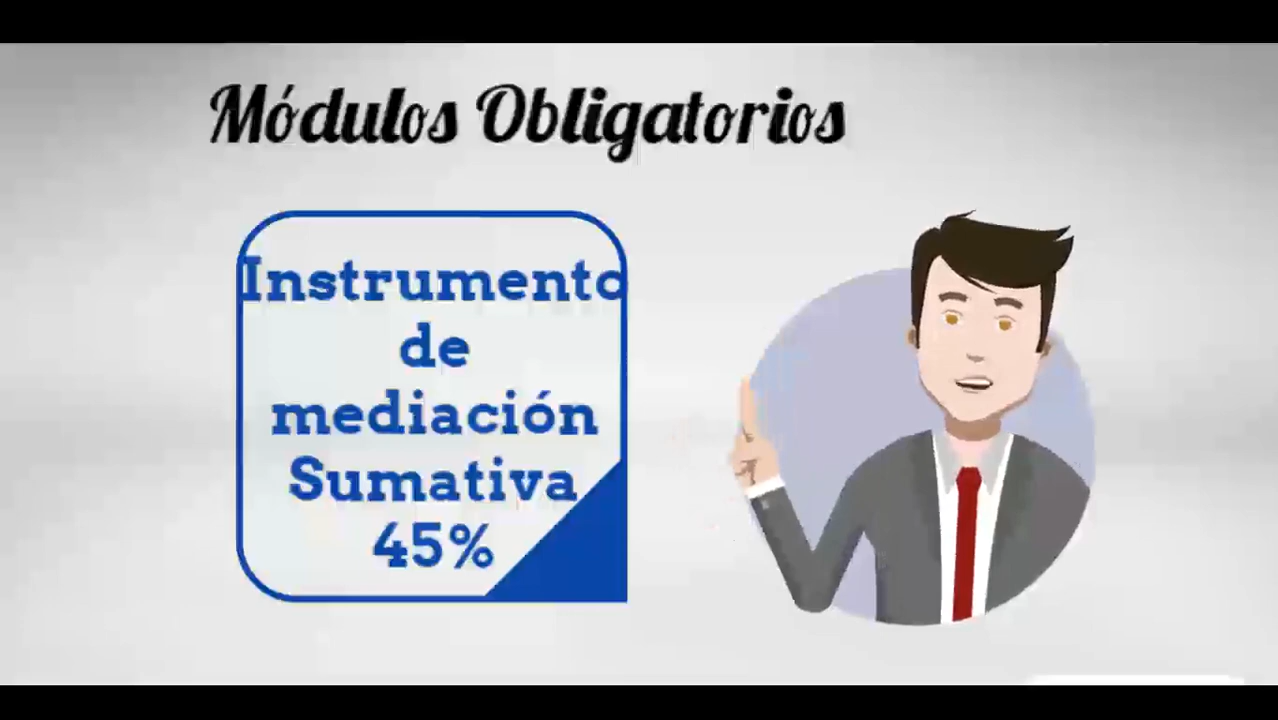 Módulos Obligatorios
Instrumento
de
mediación
Sumativa
45%